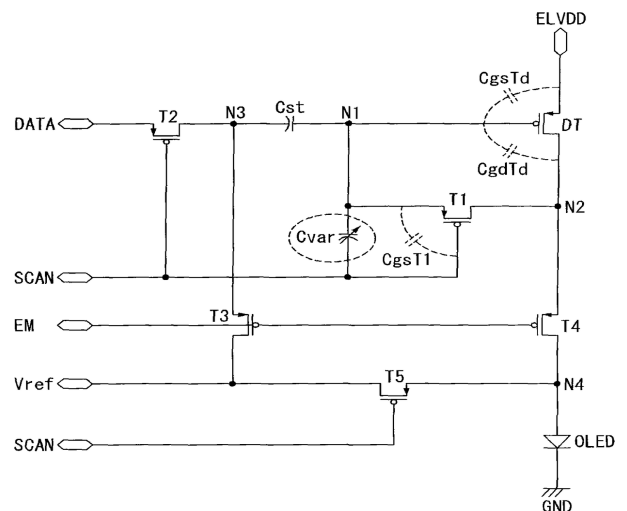 ELVDD
CgsTd
DATA
T2
N3
Cst
N1
DT
CgdTd
T1
N2
Cvar
CgsT1
SCAN
EM
T3
T4
Vref
T5
N4
SCAN
OLED
GND